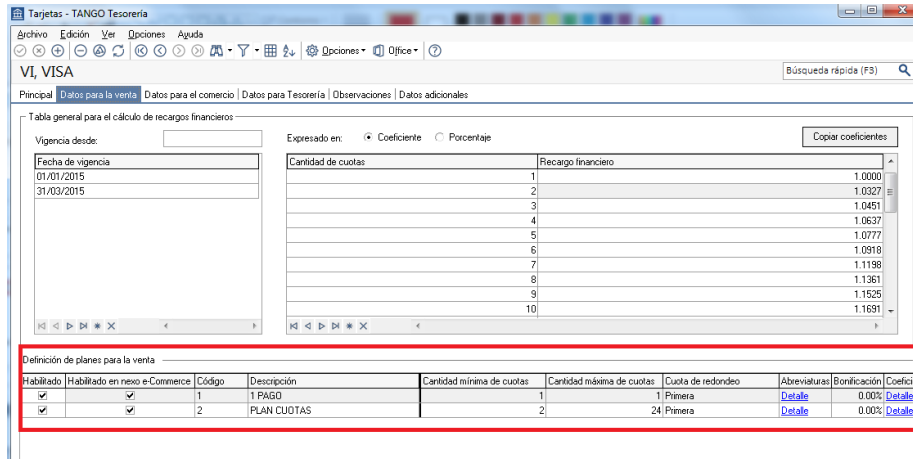 Tarjetas - TANGO Tesorería
Archivo Edición Ver Opciones Ayuda
Opciones Office
VI, VISA
Búsqueda rápida (F3)
Principal Datos para la venta Datos para el comercio Datos para Tesorería Observaciones Datos adicionales
Tabla general para el cálculo de recargos financieros
Vigencia desde: Expresado en: Coeficiente Porcentaje Copiar coeficientes
Fecha de vigencia Cantidad de cuotas Recargo financiero
01/01/2015 1 1.0000
31/03/2015 2 1.0327
3 1.0451
4 1.0637
5 1.0777
6 1.0918
7 1.1198
8 1.1361
9 1.1525
10 1.1691
Definición de planes para la venta
Habilitado Habilitado en nexo e-Commerce Código Descripción Cantidad mínima de cuotas Cantidad máxima de cuotas Cuota de redondeo Abreviaturas Bonificación Coefici
1 1 PAGO 1 1 Primera Detalle 0.00% Detalle
2 PLAN CUOTAS 2 24 Primera Detalle 0.00% Detalle